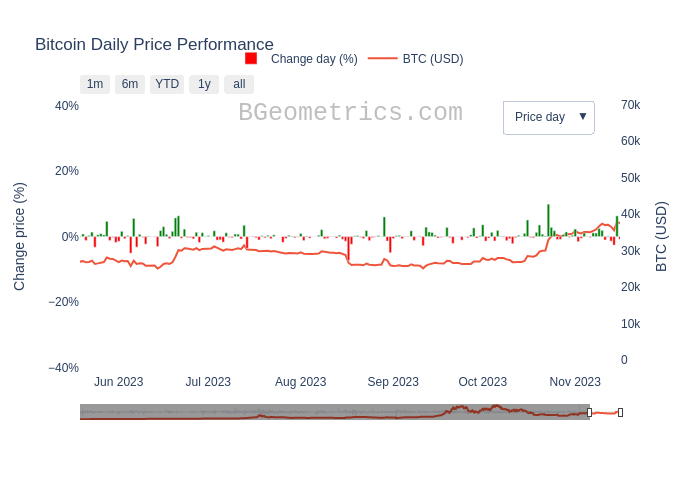 Bitcoin Daily Price Performance
Change day (%)
BTC (USD)
1m
6m
YTD
1y
all
BGeometrics.com
Price day ▼
40%
20%
0%
−20%
−40%
Change price (%)
70k
60k
50k
40k
30k
20k
10k
0
BTC (USD)
Jun 2023
Jul 2023
Aug 2023
Sep 2023
Oct 2023
Nov 2023